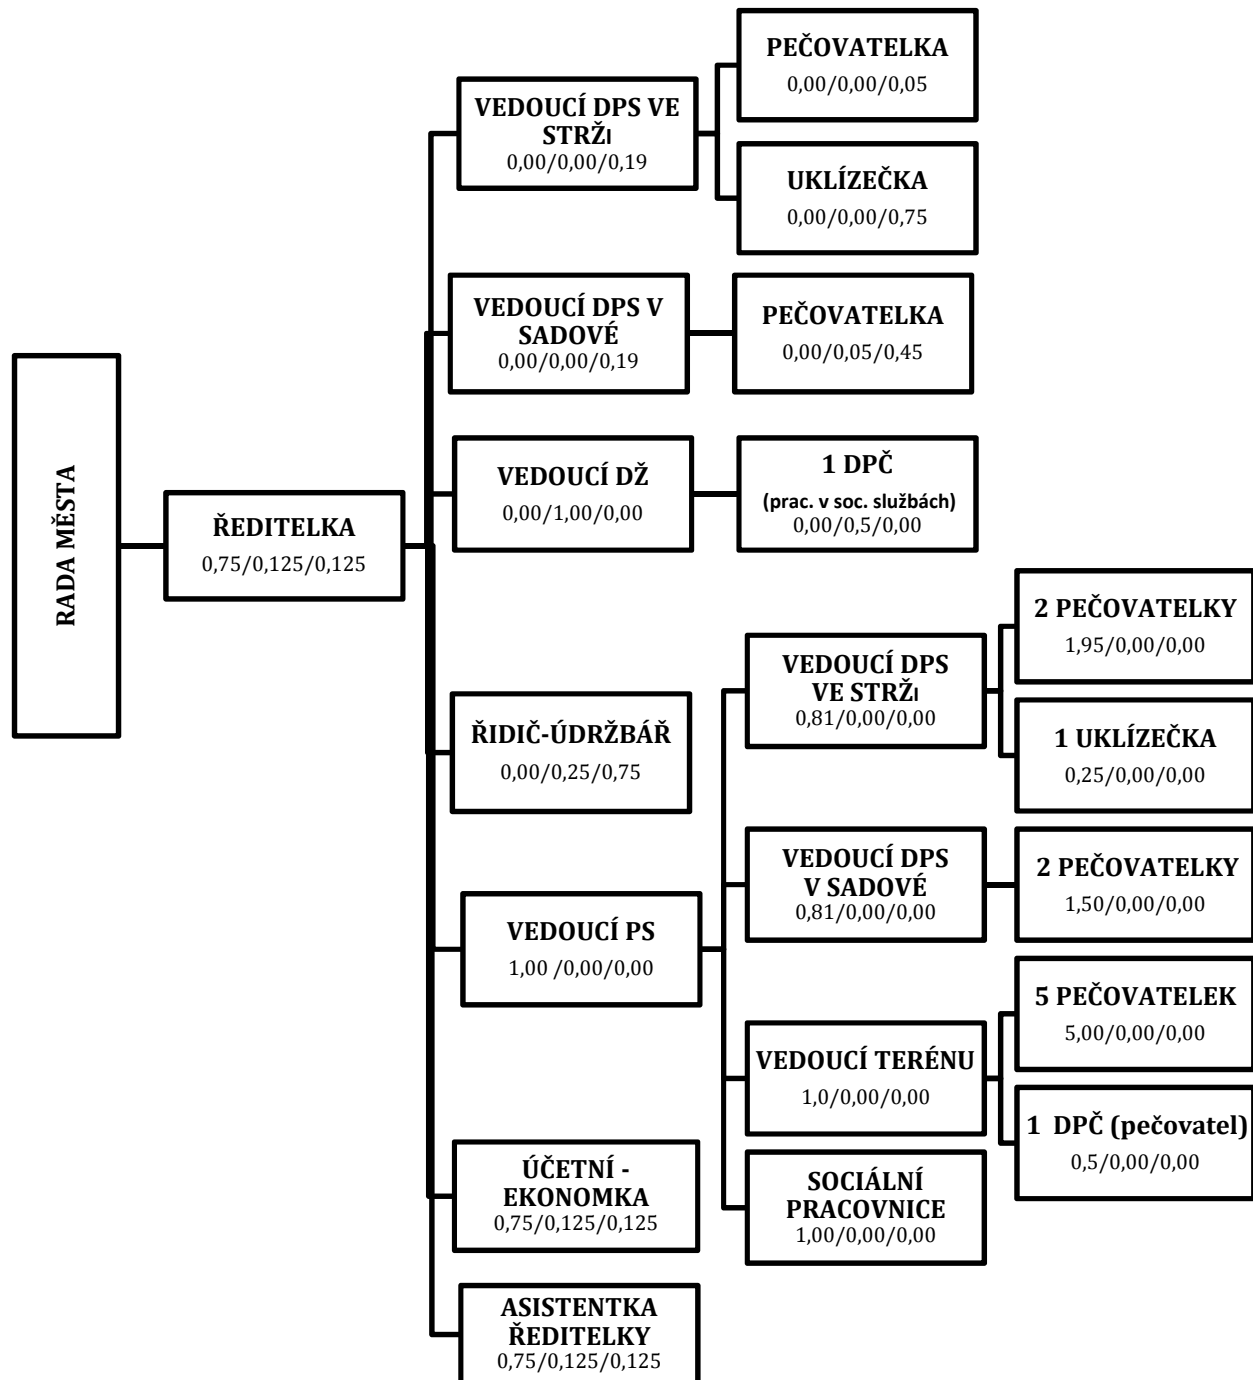 RADA MĚSTA
ŘEDITELKA
0,75/0,125/0,125
VEDOUCÍ DPS VE
STRŽI
0,00/0,00/0,19
PEČOVATELKA
0,00/0,00/0,05
UKLÍZEČKA
0,00/0,00/0,75
VEDOUCÍ DPS V
SADOVÉ
0,00/0,00/0,19
PEČOVATELKA
0,00/0,05/0,45
VEDOUCÍ DŽ
0,00/1,00/0,00
1 DPČ
(prac. v soc. službách)
0,00/0,5/0,00
ŘIDIČ-ÚDRŽBÁŘ
0,00/0,25/0,75
VEDOUCÍ PS
1,00 /0,00/0,00
VEDOUCÍ DPS
VE STRŽI
0,81/0,00/0,00
2 PEČOVATELKY
1,95/0,00/0,00
1 UKLÍZEČKA
0,25/0,00/0,00
VEDOUCÍ DPS
V SADOVÉ
0,81/0,00/0,00
2 PEČOVATELKY
1,50/0,00/0,00
VEDOUCÍ TERÉNU
1,0/0,00/0,00
5 PEČOVATELEK
5,00/0,00/0,00
1 DPČ (pečovatel)
0,5/0,00/0,00
SOCIÁLNÍ
PRACOVNICE
1,00/0,00/0,00
ÚČETNÍ -
EKONOMKA
0,75/0,125/0,125
ASISTENTKA
ŘEDITELKY
0,75/0,125/0,125